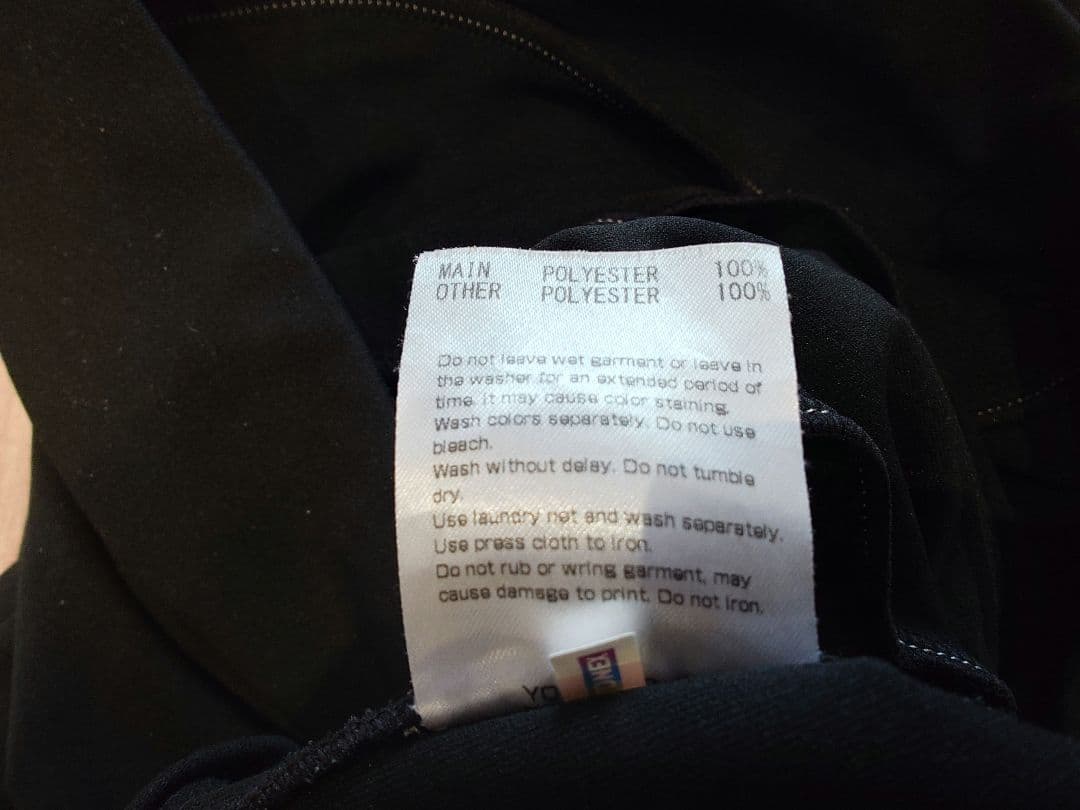 MAIN POLYESTER 100%
OTHER POLYESTER 100%
Do not leave wet garment or leave in
the washer for an extended period of
time. It may cause color staining.
Wash colors separately. Do not use
bleach.
Wash without delay. Do not tumble
dry.
Use laundry net and wash separately.
Use press cloth to iron.
Do not rub or wring garment, may
cause damage to print. Do not iron.
YO